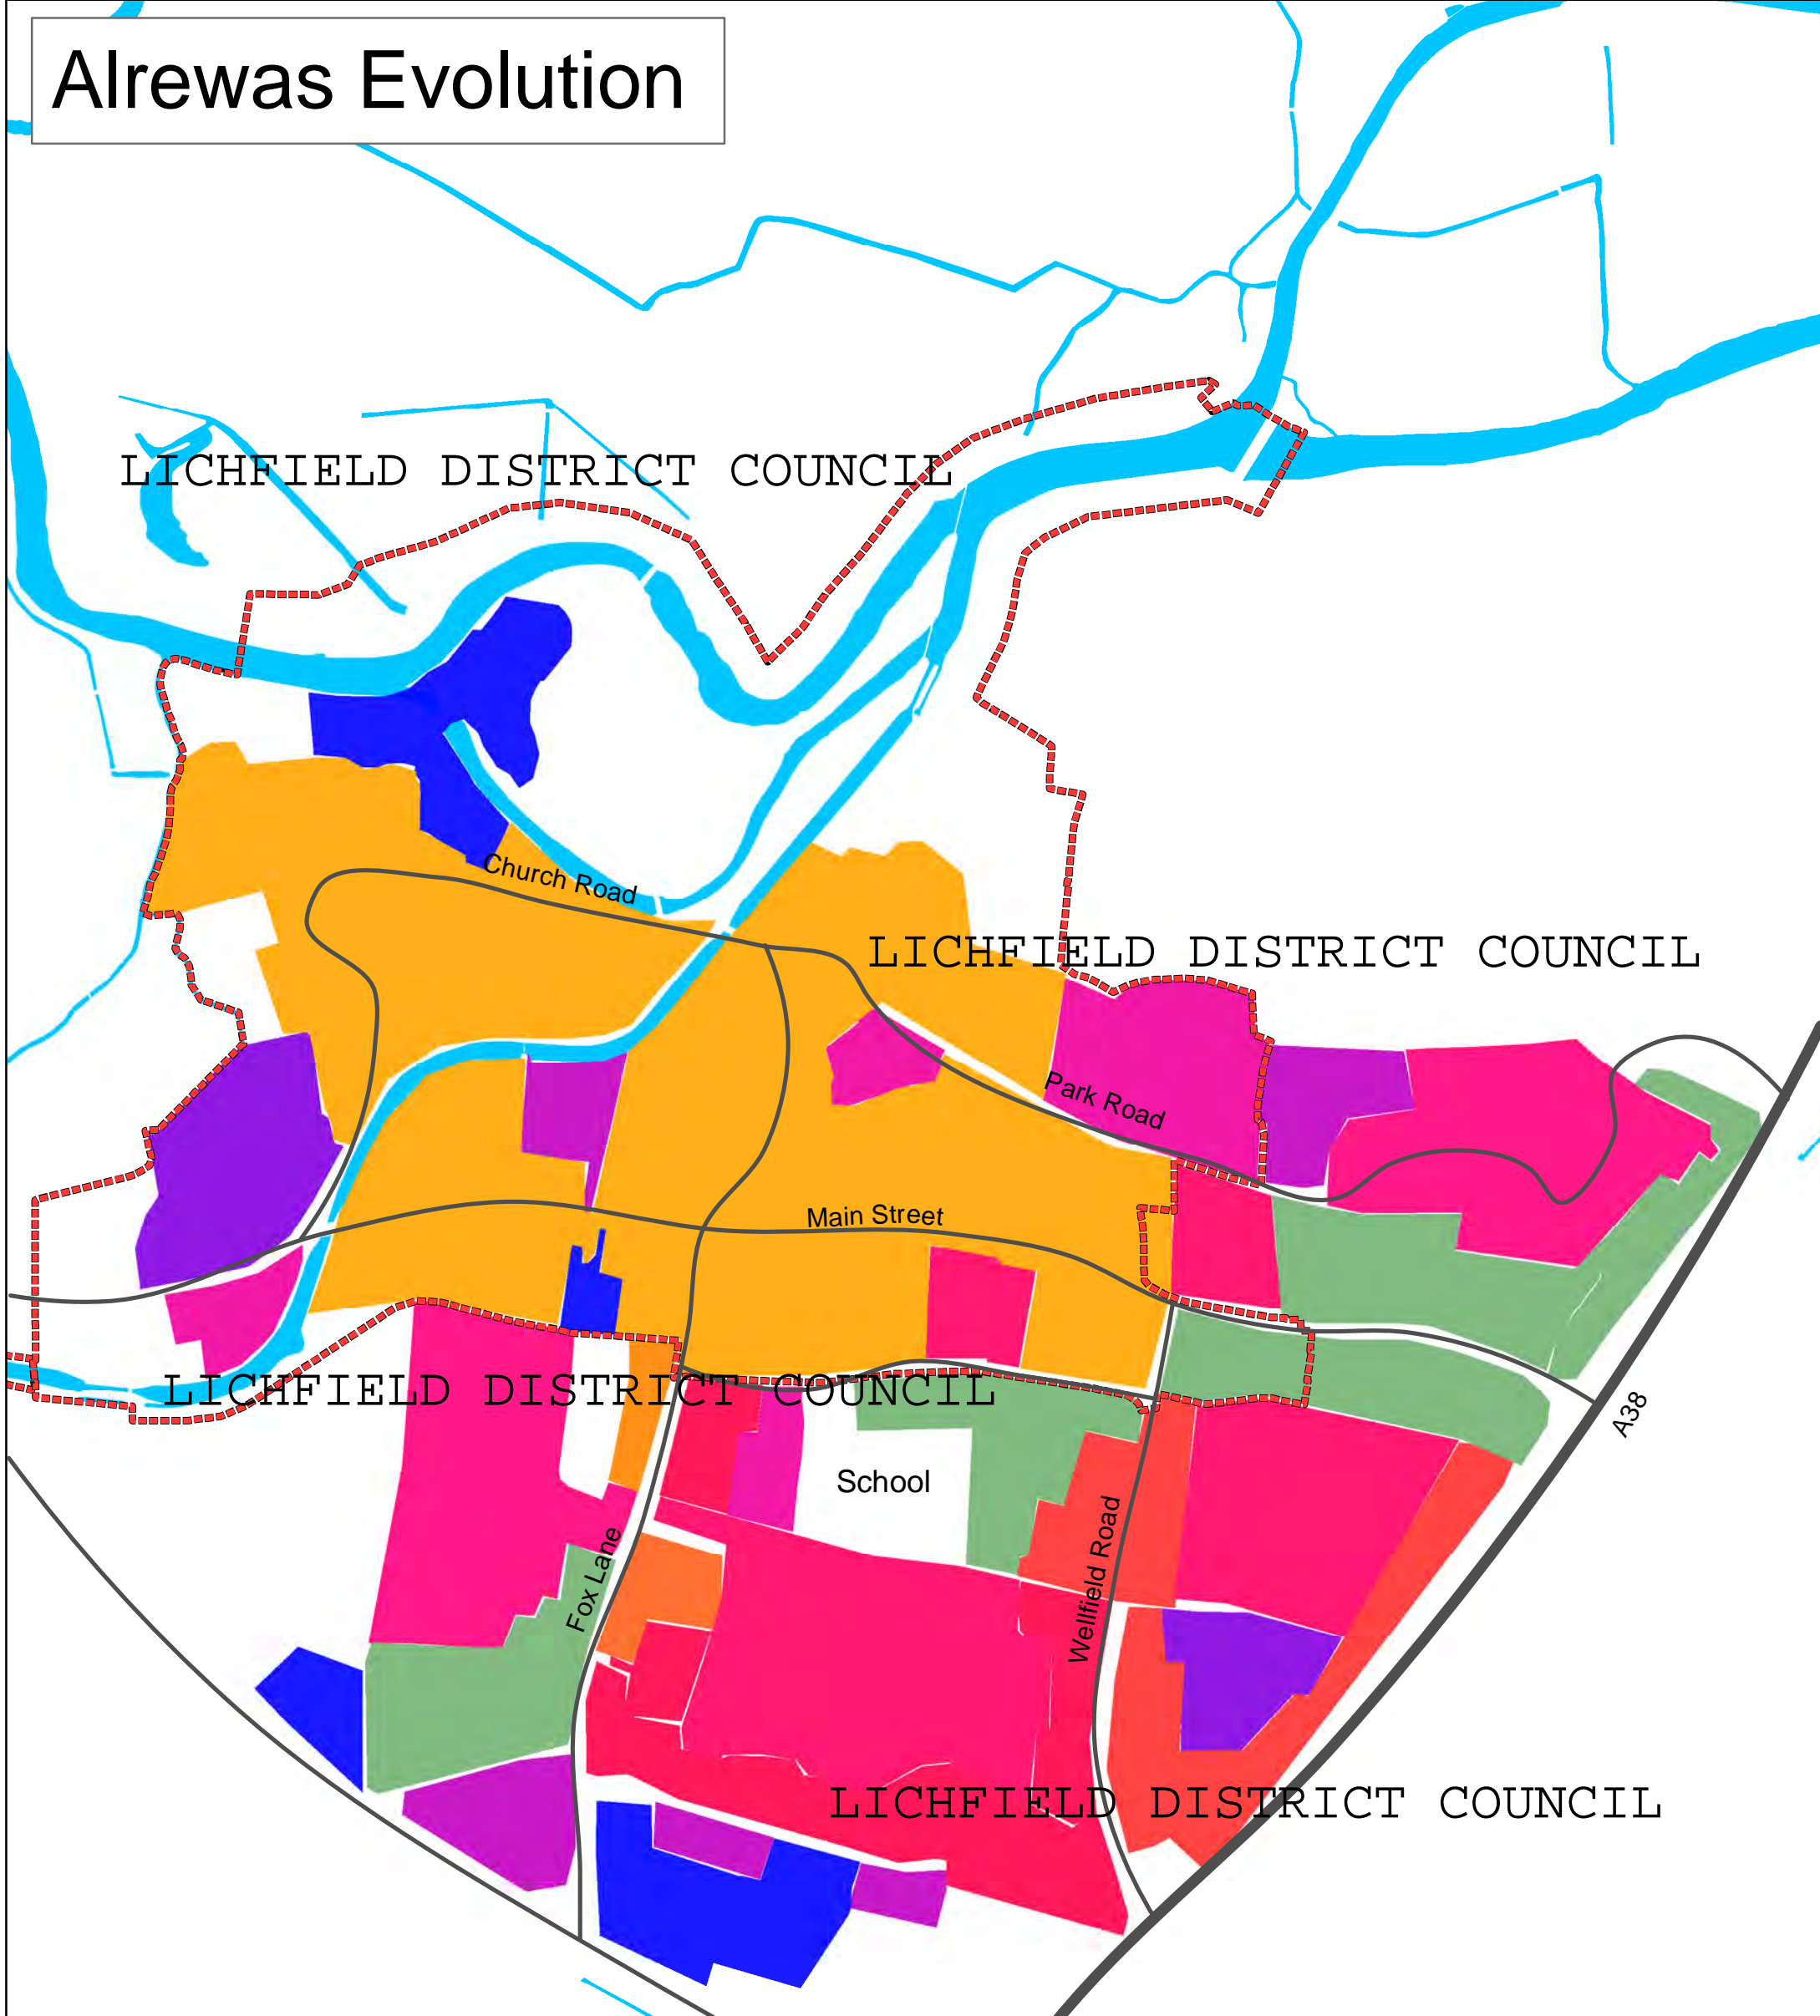 Alrewas Evolution
LICHFIELD DISTRICT COUNCIL
Church Road
LICHFIELD DISTRICT COUNCIL
Park Road
Main Street
LICHFIELD DISTRICT COUNCIL
A38
School
Fox Lane
Wellfield Road
LICHFIELD DISTRICT COUNCIL